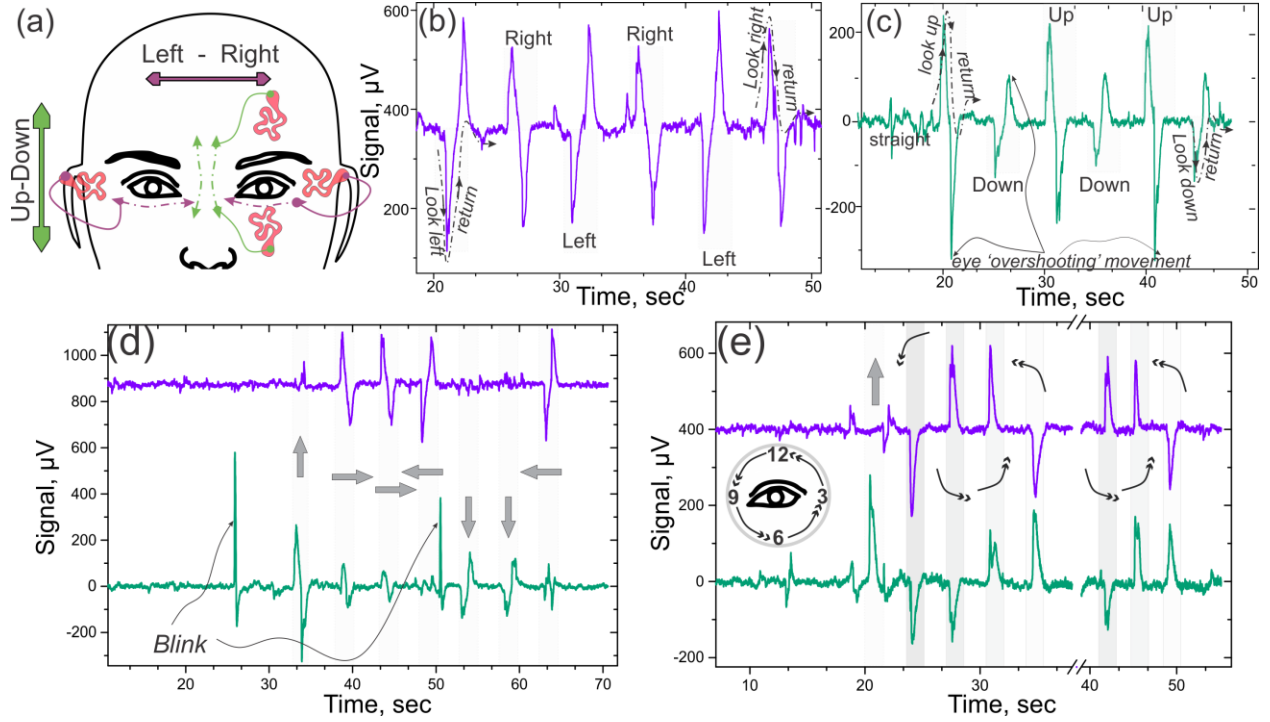 (a)
Left - Right
Up-Down
(b)
Signal, µV
600
400
200
Right
Right
Look right
return
Look left
return
Left
Left
20
30
40
50
Time, sec
(c)
200
100
0
-100
-200
look up
return
Up
Up
straight
Down
Down
Look down
return
eye 'overshooting' movement
20
30
40
50
Time, sec
(d)
Signal, µV
1000
800
600
400
200
0
-200
Blink
20
30
40
50
60
70
Time, sec
(e)
Signal, µV
600
400
200
0
-200
12
9
3
6
10
20
30
40
50
Time, sec